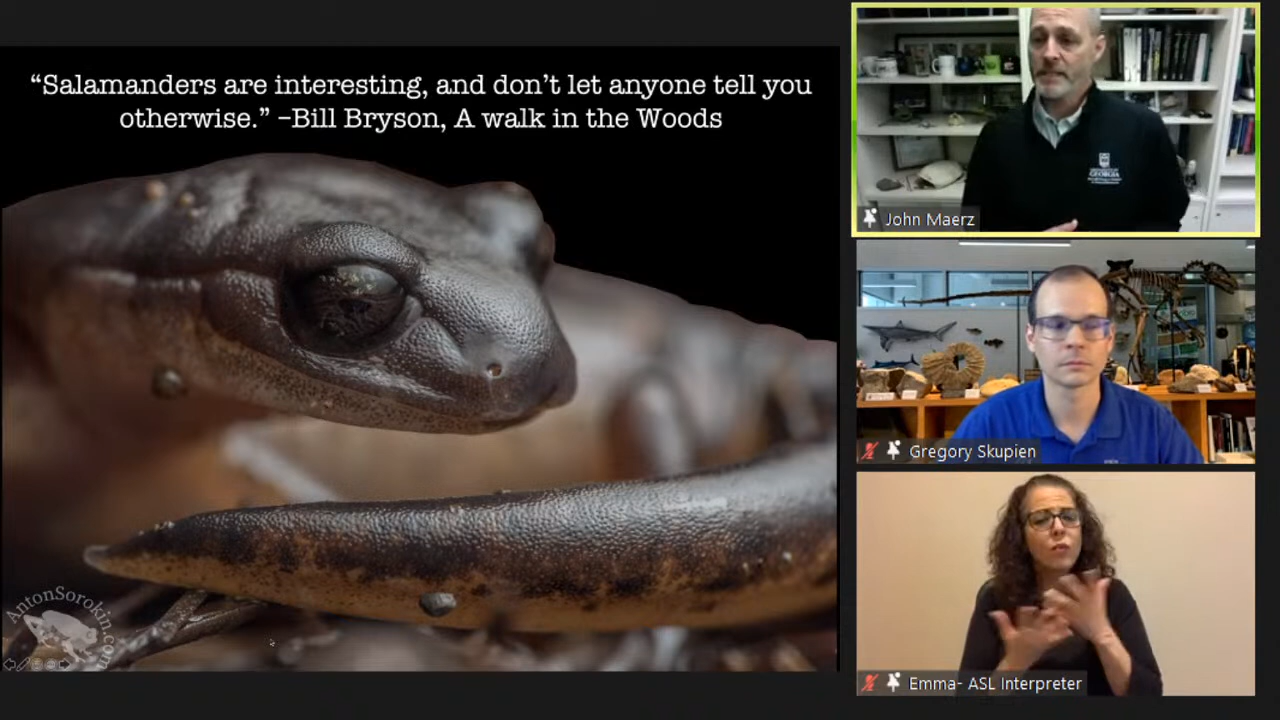 “Salamanders are interesting, and don’t let anyone tell you
otherwise.” –Bill Bryson, A walk in the Woods
AntonSorokin.com
John Maerz
GEORGIA
Gregory Skupien
Emma- ASL Interpreter